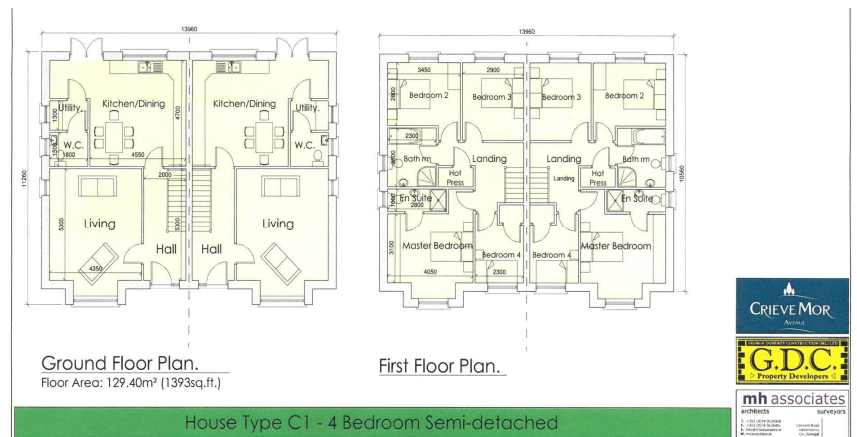 13960
Utility.
Kitchen/Dining
Kitchen/Dining
Utility.
1300
4700
W.C.
W.C.
1800
4550
2000
11260
Living
5300
5300
Living
Hall
Hall
4350
Ground Floor Plan.
Floor Area: 129.40m² (1393sq.ft.)
13960
3450
2900
Bedroom 2
Bedroom 3
Bedroom 3
Bedroom 2
2800
2300
Bath rm
Landing
Landing
Bath rm
Hot
Press
Landing
Hot
Press
10560
En Suite
En Suite
2800
Master Bedroom
Master Bedroom
3100
Bedroom 4
Bedroom 4
4050
2300
First Floor Plan.
CRIEVE MOR
AVENUE
G.D.C.
Property Developers
mh associates
architects surveyors
House Type C1 - 4 Bedroom Semi-detached